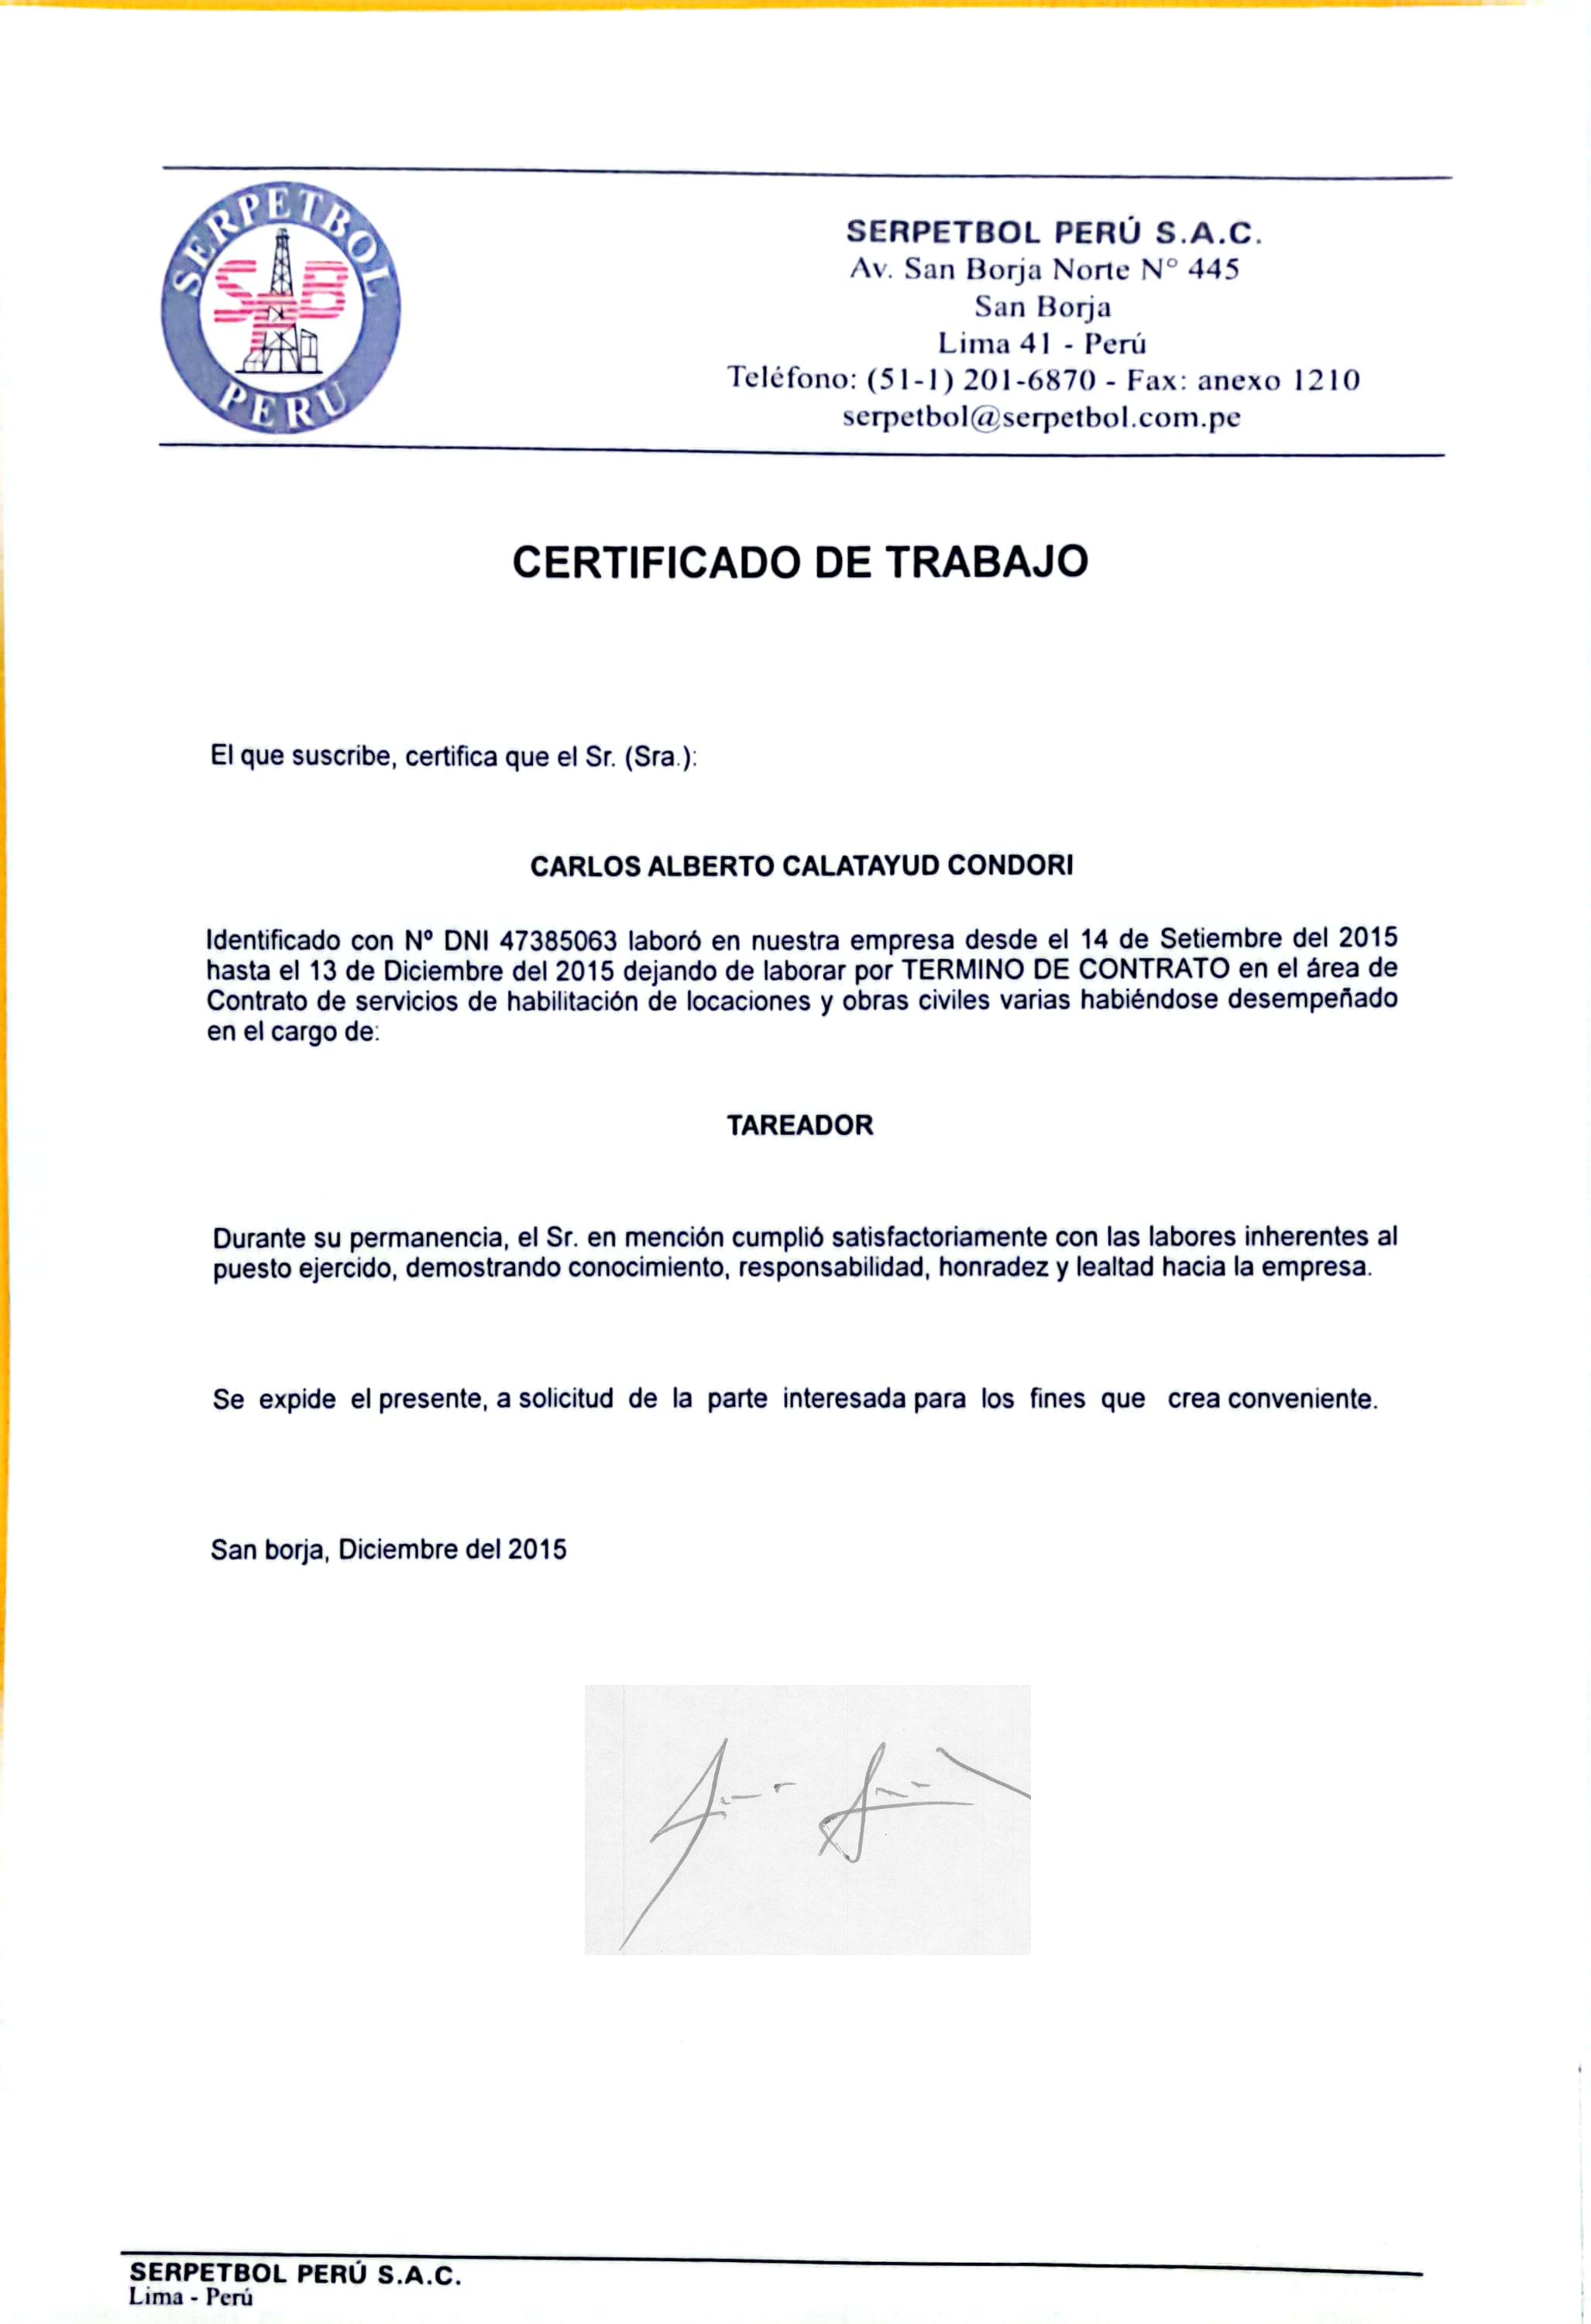 SERPETBOL
SPB
PERU
SERPETBOL PERÚ S.A.C.
Av. San Borja Norte N° 445
San Borja
Lima 41 - Perú
Teléfono: (51-1) 201-6870 - Fax: anexo 1210
serpetbol@serpetbol.com.pe
CERTIFICADO DE TRABAJO
El que suscribe, certifica que el Sr. (Sra.):
CARLOS ALBERTO CALATAYUD CONDORI
Identificado con Nº DNI 47385063 laboró en nuestra empresa desde el 14 de Setiembre del 2015
hasta el 13 de Diciembre del 2015 dejando de laborar por TERMINO DE CONTRATO en el área de
Contrato de servicios de habilitación de locaciones y obras civiles varias habiéndose desempeñado
en el cargo de:
TAREADOR
Durante su permanencia, el Sr. en mención cumplió satisfactoriamente con las labores inherentes al
puesto ejercido, demostrando conocimiento, responsabilidad, honradez y lealtad hacia la empresa.
Se expide el presente, a solicitud de la parte interesada para los fines que crea conveniente.
San borja, Diciembre del 2015
SERPETBOL PERÚ S.A.C.
Lima - Perú